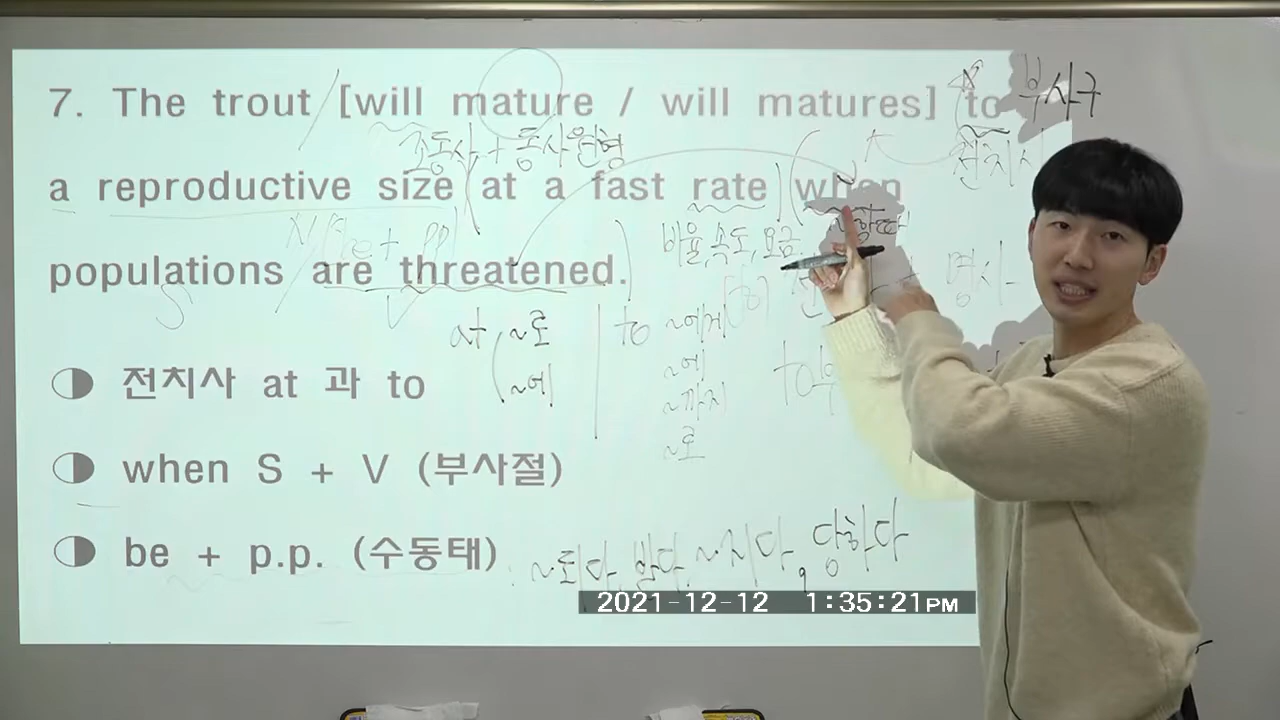 7. The trout [will mature / will matures] to 부사구
조동사 + 동사원형 전치사
a reproductive size at a fast rate when
비율, 속도, 요금 명사
populations are threatened.
S V
at ~로 to ~에게
~에 ~에
~까지
~로
◑ 전치사 at 과 to
◑ when S + V (부사절)
◑ be + p.p. (수동태) : ~되다, 받다, ~지다, 당하다
2021-12-12 1:35:21PM